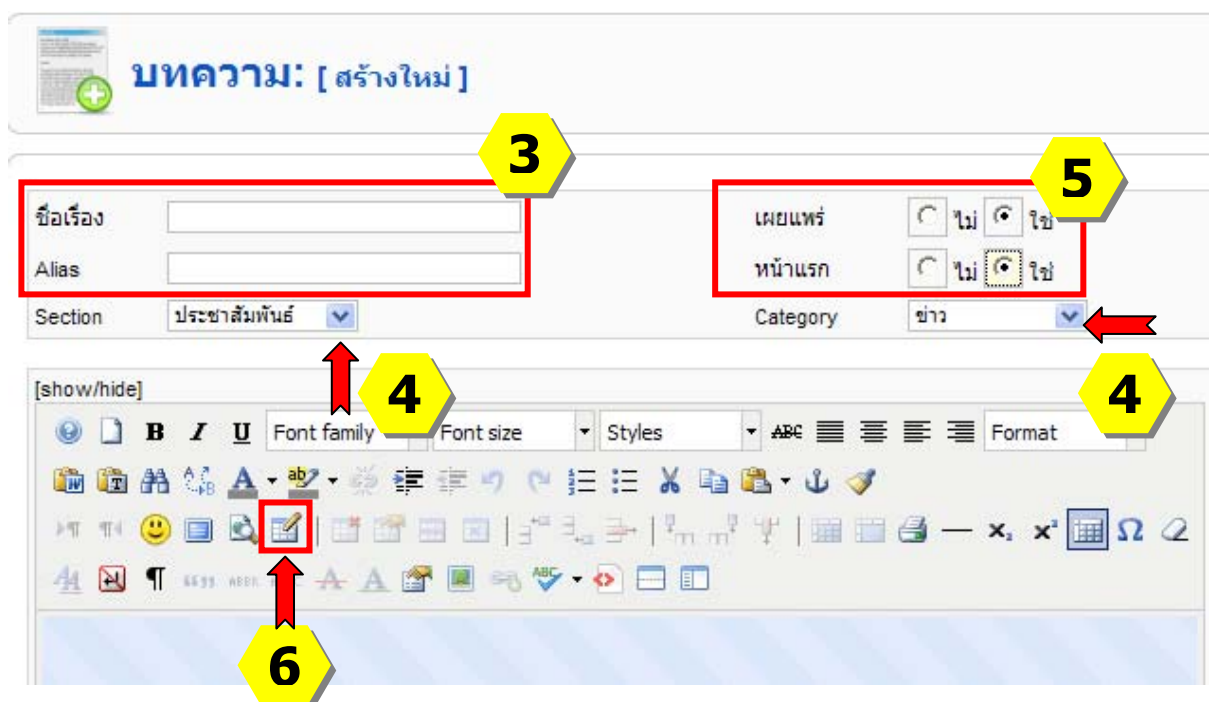 บทความ: [ สร้างใหม่ ]
3
5
ชื่อเรื่อง
เผยแพร่ ไม่ ใช่
Alias
หน้าแรก ไม่ ใช่
Section ประชาสัมพันธ์
Category ข่าว
4
4
[show/hide]
B I U Font family Font size Styles ABC Format
6